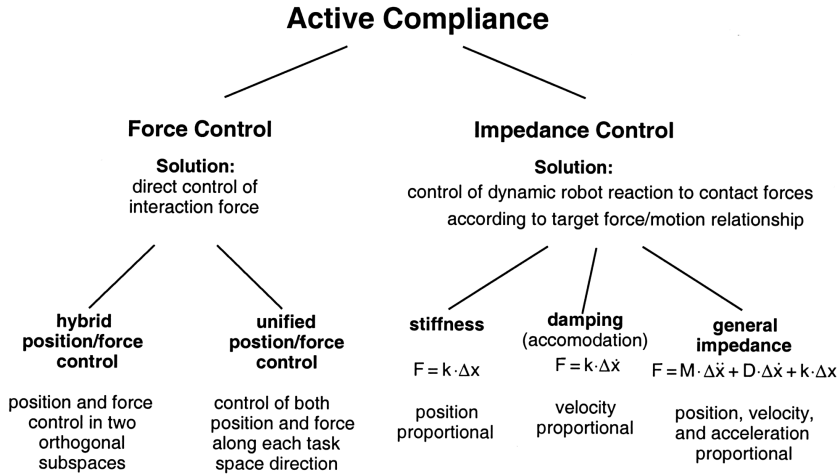 Active Compliance
Force Control
Solution:
direct control of
interaction force
Impedance Control
Solution:
control of dynamic robot reaction to contact forces
according to target force/motion relationship
hybrid
position/force
control
position and force
control in two
orthogonal
subspaces
unified
postion/force
control
control of both
position and force
along each task
space direction
stiffness
F = k·Δx
position
proportional
damping
(accomodation)
F = k·Δẋ
velocity
proportional
general
impedance
F = M·Δẍ + D·Δẋ + k·Δx
position, velocity,
and acceleration
proportional